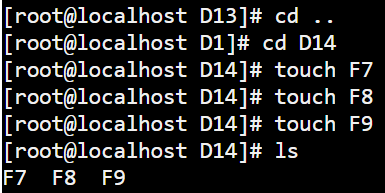 [root@localhost D13]# cd ..
[root@localhost D1]# cd D14
[root@localhost D14]# touch F7
[root@localhost D14]# touch F8
[root@localhost D14]# touch F9
[root@localhost D14]# ls
F7  F8  F9